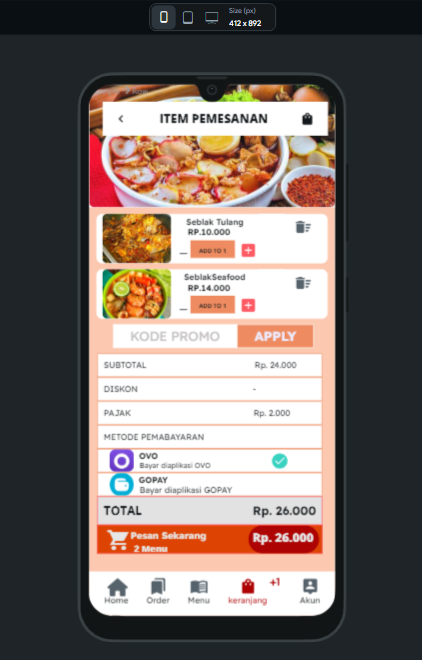 Size (px)
412 x 892
ITEM PEMESANAN
Seblak Tulang
RP.10.000
ADD TO 1
SeblakSeafood
RP.14.000
ADD TO 1
KODE PROMO APPLY
SUBTOTAL Rp. 24.000
DISKON -
PAJAK Rp. 2.000
METODE PEMABAYARAN
OVO
Bayar diaplikasi OVO
GOPAY
Bayar diaplikasi GOPAY
TOTAL Rp. 26.000
Pesan Sekarang Rp. 26.000
2 Menu
+1
Home Order Menu keranjang Akun